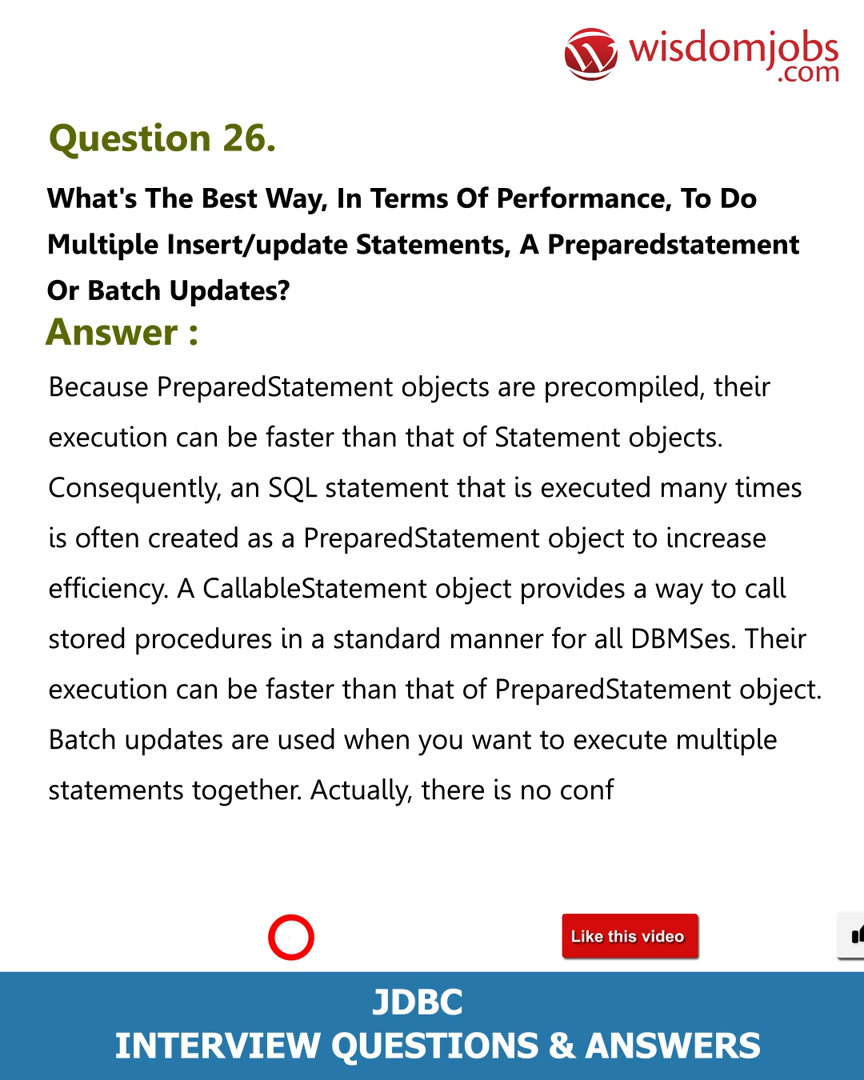 wisdomjobs
.com
Question 26.
What's The Best Way, In Terms Of Performance, To Do
Multiple Insert/update Statements, A Preparedstatement
Or Batch Updates?
Answer :
Because PreparedStatement objects are precompiled, their
execution can be faster than that of Statement objects.
Consequently, an SQL statement that is executed many times
is often created as a PreparedStatement object to increase
efficiency. A CallableStatement object provides a way to call
stored procedures in a standard manner for all DBMSes. Their
execution can be faster than that of PreparedStatement object.
Batch updates are used when you want to execute multiple
statements together. Actually, there is no conf
Like this video
JDBC
INTERVIEW QUESTIONS & ANSWERS